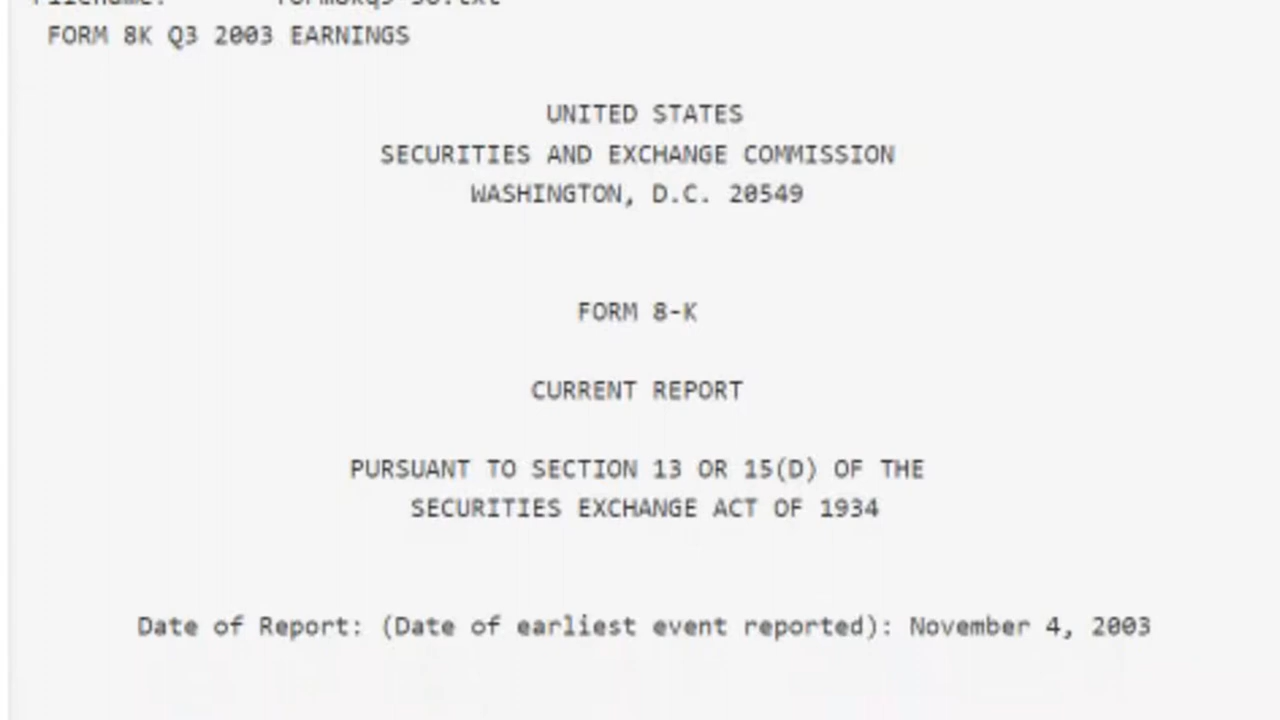 FORM 8K Q3 2003 EARNINGS
UNITED STATES
SECURITIES AND EXCHANGE COMMISSION
WASHINGTON, D.C. 20549
FORM 8-K
CURRENT REPORT
PURSUANT TO SECTION 13 OR 15(D) OF THE
SECURITIES EXCHANGE ACT OF 1934
Date of Report: (Date of earliest event reported): November 4, 2003